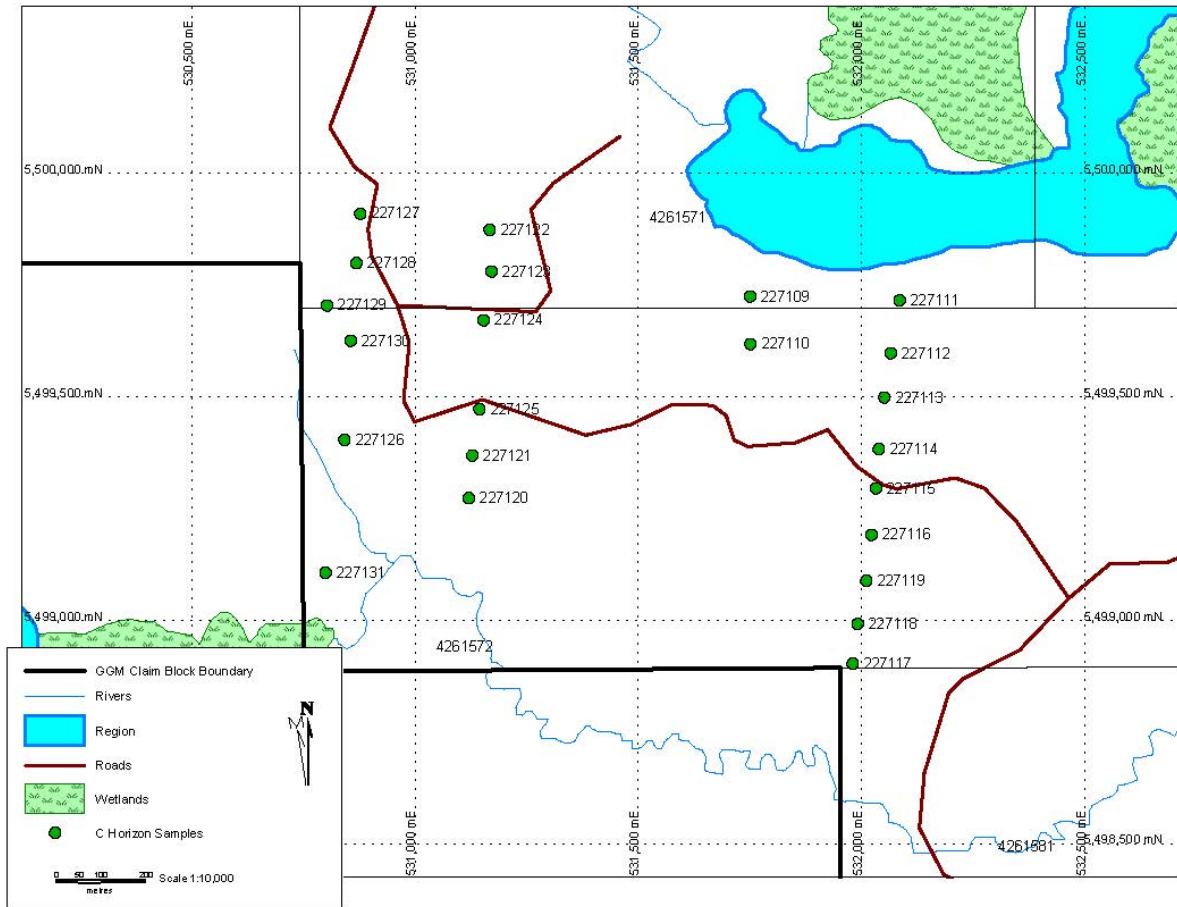 530,500 mE
531,000 mE
531,500 mE
532,000 mE
532,500 mE
5,500,000 mN
5,500,000 mN
227127
227122
4261571
227128
227123
227129
227109
227111
227124
227130
227110
227112
5,499,500 mN
5,499,500 mN
227125
227113
227126
227121
227114
227120
227115
227116
227131
227119
5,499,000 mN
5,499,000 mN
227118
4261572
227117
GGM Claim Block Boundary
Rivers
Region
Roads
Wetlands
C Horizon Samples
N
M
0 50 100 200
metres
Scale 1:10,000
531,000 mE
531,500 mE
532,000 mE
532,500 mE
5,498,500 mN
4261581